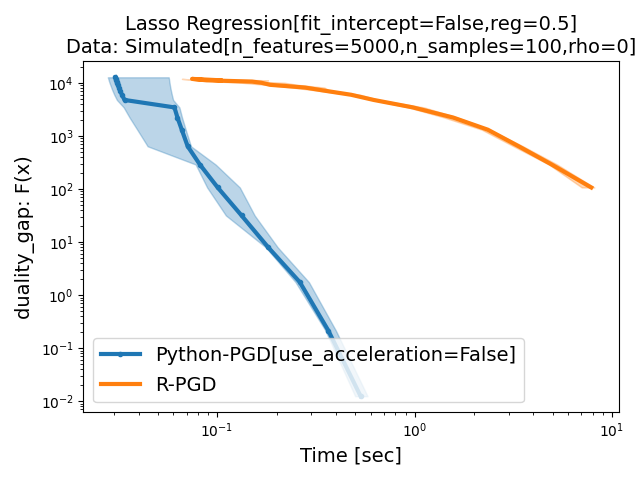 Lasso Regression[fit_intercept=False,reg=0.5]
Data: Simulated[n_features=5000,n_samples=100,rho=0]
duality_gap: F(x)
10⁴
10³
10²
10¹
10⁰
10⁻¹
10⁻²
Python-PGD[use_acceleration=False]
R-PGD
10⁻¹
10⁰
10¹
Time [sec]